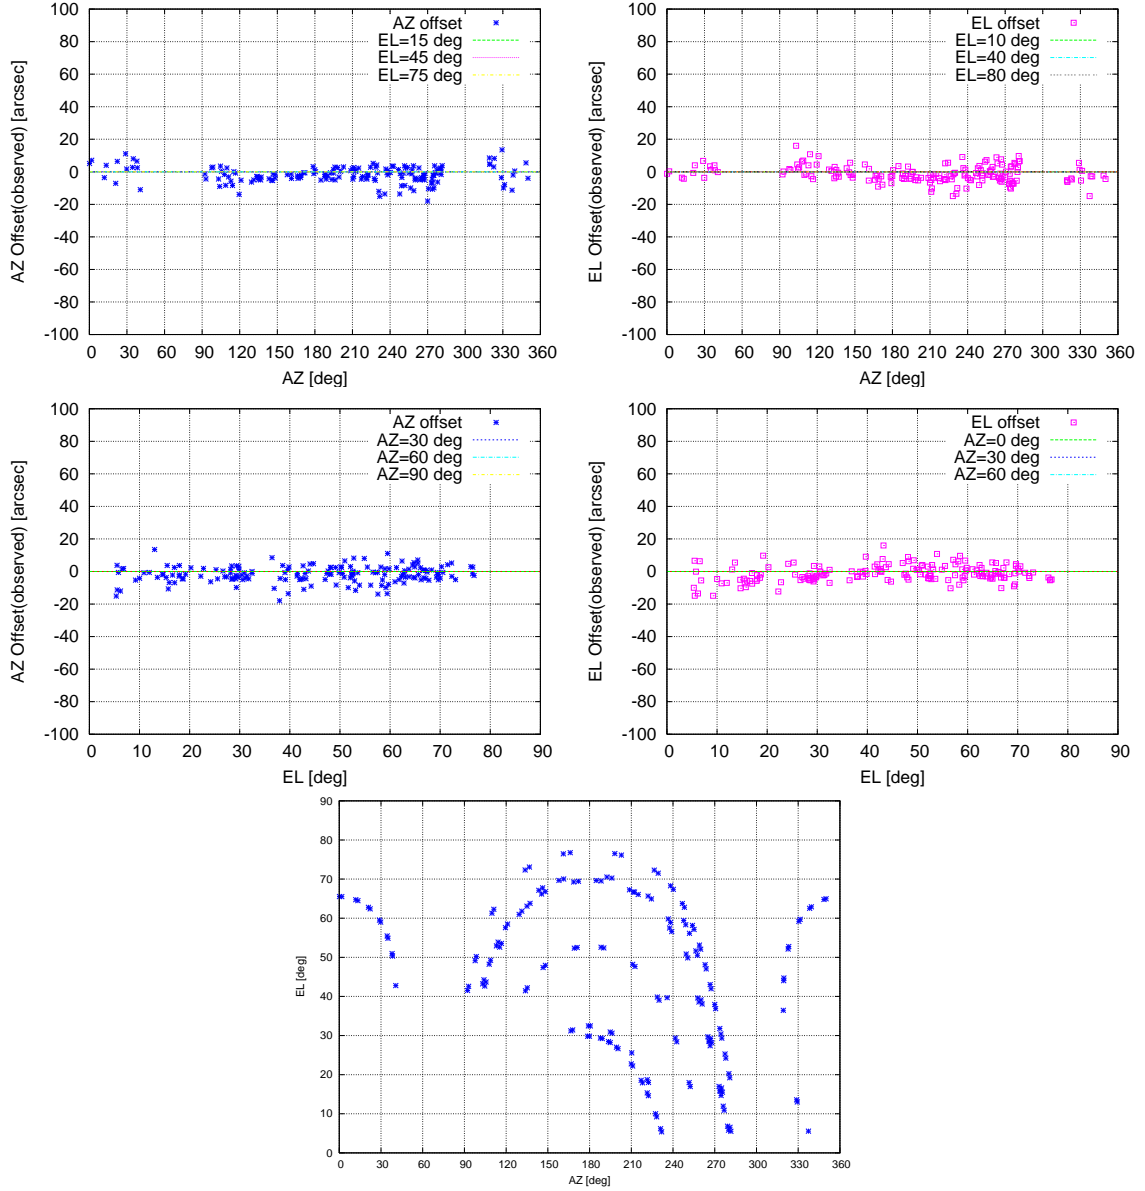 AZ Offset(observed) [arcsec]
100
80
60
40
20
0
-20
-40
-60
-80
-100
AZ offset
EL=15 deg
EL=45 deg
EL=75 deg
0 30 60 90 120 150 180 210 240 270 300 330 360
AZ [deg]
EL Offset(observed) [arcsec]
100
80
60
40
20
0
-20
-40
-60
-80
-100
EL offset
EL=10 deg
EL=40 deg
EL=80 deg
0 30 60 90 120 150 180 210 240 270 300 330 360
AZ [deg]
AZ Offset(observed) [arcsec]
100
80
60
40
20
0
-20
-40
-60
-80
-100
AZ offset
AZ=30 deg
AZ=60 deg
AZ=90 deg
0 10 20 30 40 50 60 70 80 90
EL [deg]
EL Offset(observed) [arcsec]
100
80
60
40
20
0
-20
-40
-60
-80
-100
EL offset
AZ=0 deg
AZ=30 deg
AZ=60 deg
0 10 20 30 40 50 60 70 80 90
EL [deg]
EL [deg]
90
80
70
60
50
40
30
20
10
0
0 30 60 90 120 150 180 210 240 270 300 330 360
AZ [deg]